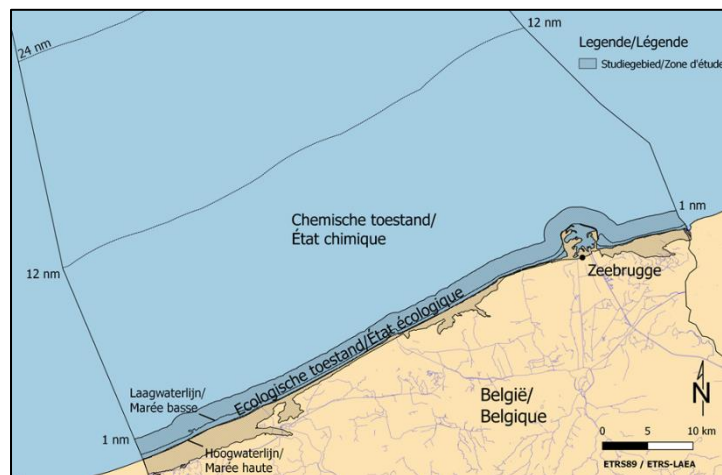 24 nm
12 nm
Legende/Légende
Studiegebied/Zone d'étude
1 nm
Chemische toestand/
État chimique
12 nm
Zeebrugge
Ecologische toestand/État écologique
Laagwaterlijn/
Marée basse
België/
Belgique
N
1 nm
Hoogwaterlijn/
Marée haute
0 5 10 km
ETRS89 / ETRS-LAEA